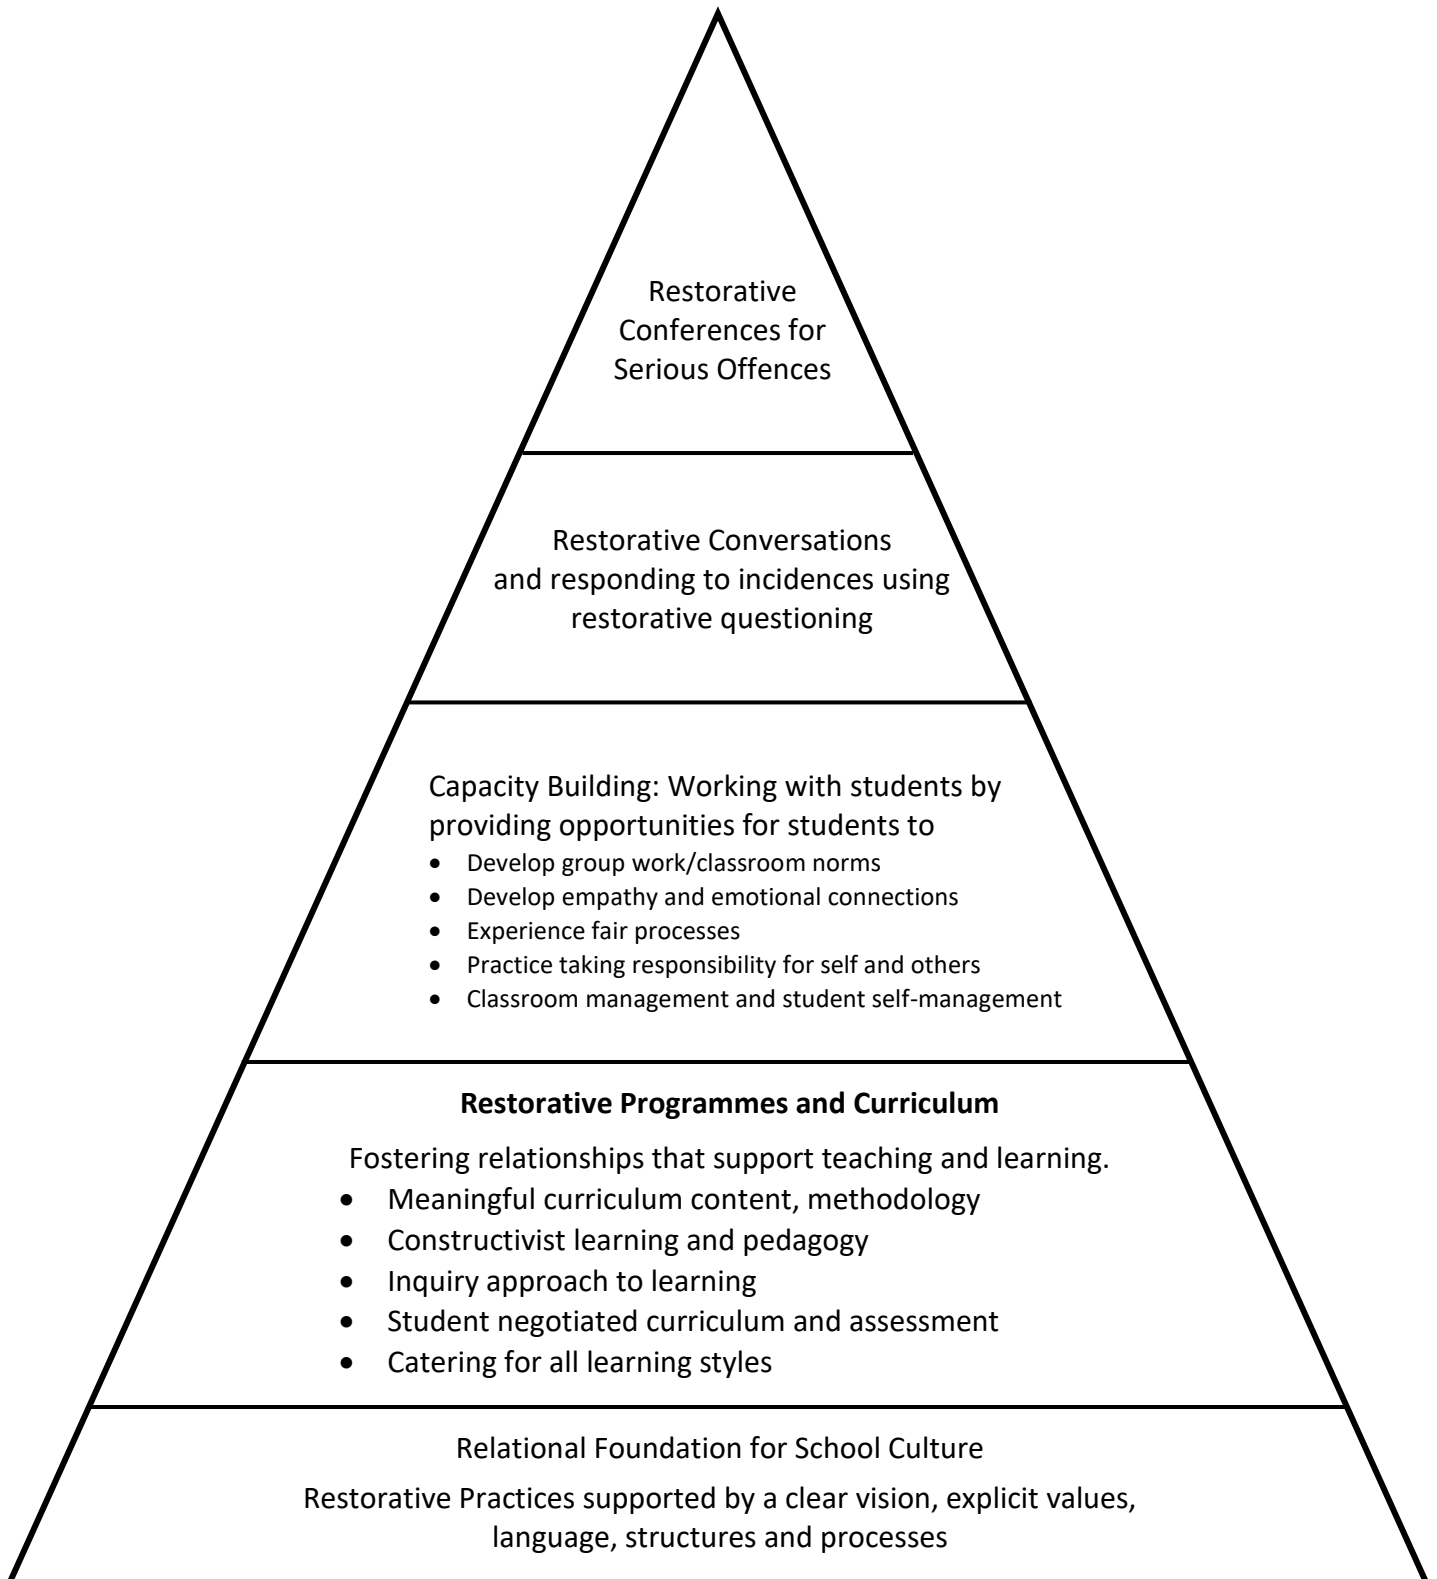 Restorative
Conferences for
Serious Offences
Restorative Conversations
and responding to incidences using
restorative questioning
Capacity Building: Working with students by
providing opportunities for students to
• Develop group work/classroom norms
• Develop empathy and emotional connections
• Experience fair processes
• Practice taking responsibility for self and others
• Classroom management and student self-management
Restorative Programmes and Curriculum
Fostering relationships that support teaching and learning.
• Meaningful curriculum content, methodology
• Constructivist learning and pedagogy
• Inquiry approach to learning
• Student negotiated curriculum and assessment
• Catering for all learning styles
Relational Foundation for School Culture
Restorative Practices supported by a clear vision, explicit values,
language, structures and processes